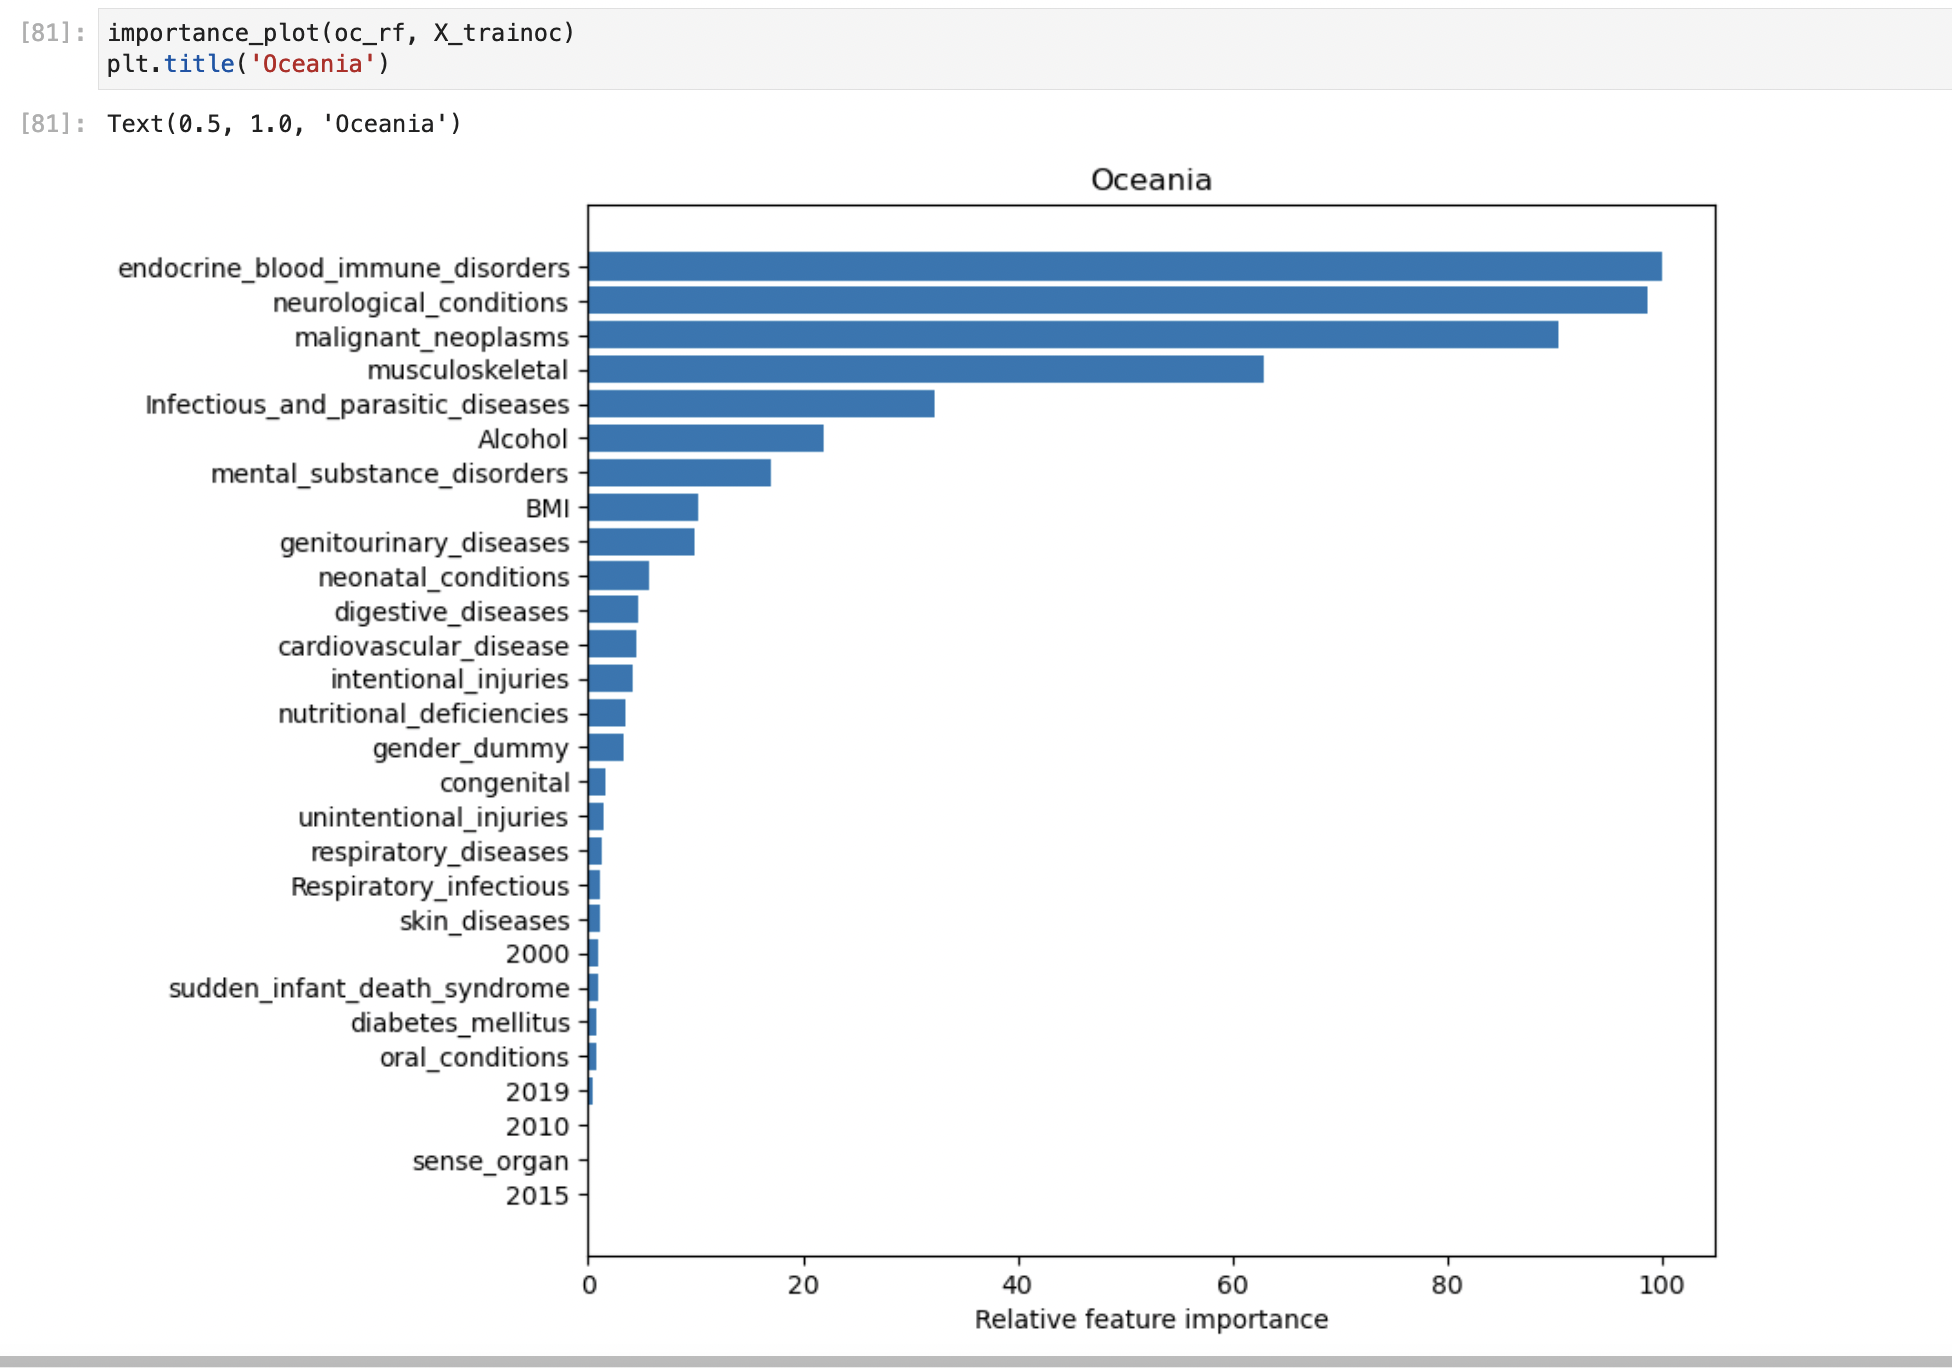 [81]: importance_plot(oc_rf, X_trainoc)
plt.title('Oceania')
[81]: Text(0.5, 1.0, 'Oceania')
Oceania
endocrine_blood_immune_disorders
neurological_conditions
malignant_neoplasms
musculoskeletal
Infectious_and_parasitic_diseases
Alcohol
mental_substance_disorders
BMI
genitourinary_diseases
neonatal_conditions
digestive_diseases
cardiovascular_disease
intentional_injuries
nutritional_deficiencies
gender_dummy
congenital
unintentional_injuries
respiratory_diseases
Respiratory_infectious
skin_diseases
2000
sudden_infant_death_syndrome
diabetes_mellitus
oral_conditions
2019
2010
sense_organ
2015
0 20 40 60 80 100
Relative feature importance